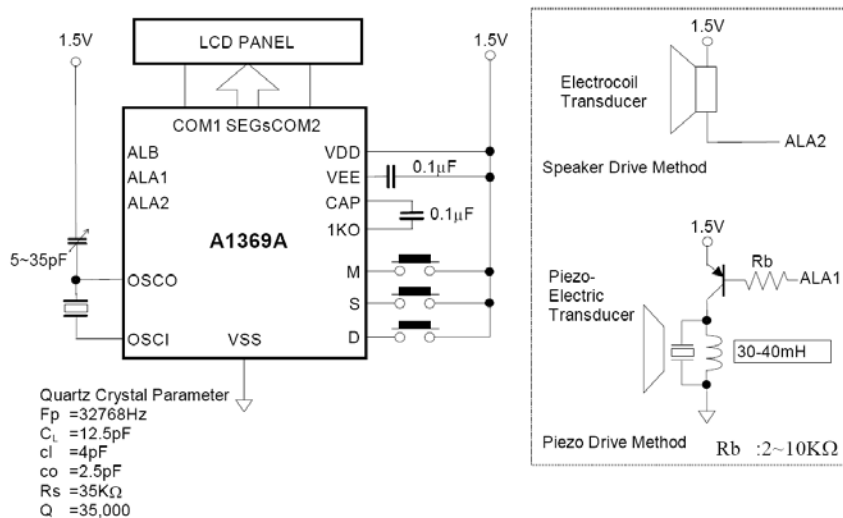 1.5V
LCD PANEL
1.5V
COM1 SEGsCOM2
ALB
ALA1
ALA2
VDD
VEE
CAP
1KO
0.1μF
0.1μF
A1369A
5~35pF
OSCO
OSCI
VSS
M
S
D
Quartz Crystal Parameter
Fp =32768Hz
CL =12.5pF
cl =4pF
co =2.5pF
Rs =35KΩ
Q =35,000
1.5V
Electrocoil
Transducer
ALA2
Speaker Drive Method
1.5V
Rb
ALA1
Piezo-
Electric
Transducer
30-40mH
Piezo Drive Method
Rb :2~10KΩ